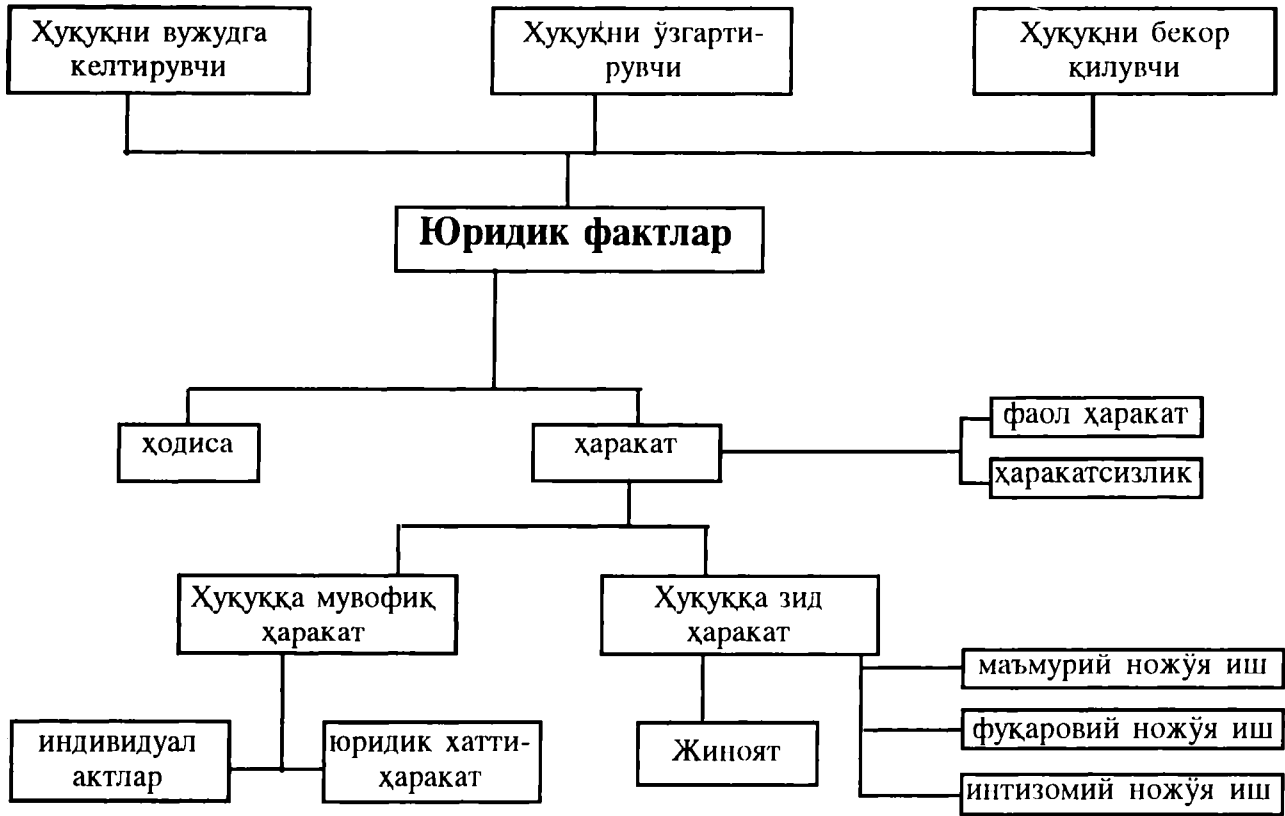 Ҳуқуқни вужудга
келтирувчи
Ҳуқуқни ўзгарти-
рувчи
Ҳуқуқни бекор
қилувчи
Юридик фактлар
ҳодиса
ҳаракат
фаол ҳаракат
ҳаракатсизлик
Ҳуқуққа мувофиқ
ҳаракат
Ҳуқуққа зид
ҳаракат
индивидуал
актлар
юридик хатти-
ҳаракат
Жиноят
маъмурий ножўя иш
фуқаровий ножўя иш
интизомий ножўя иш